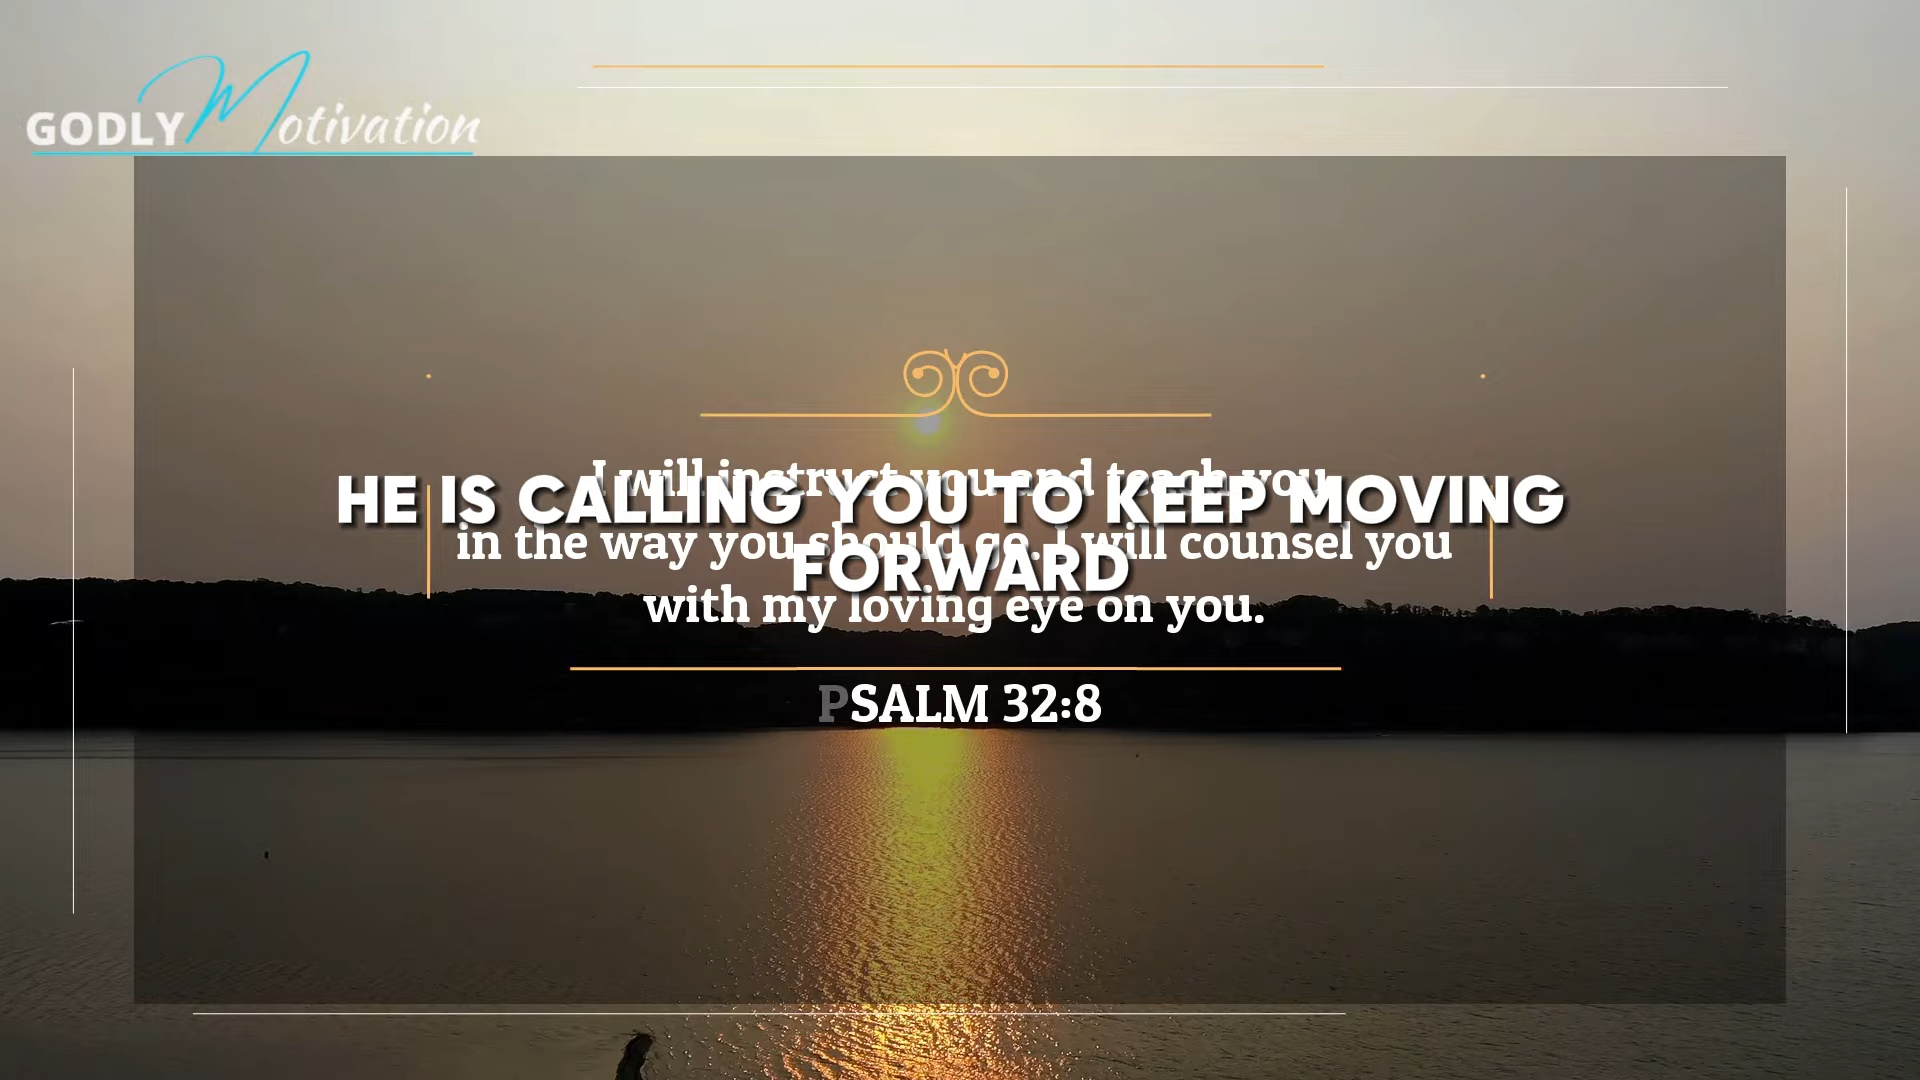 GODLY Motivation
I will instruct you and teach you
HE IS CALLING YOU TO KEEP MOVING
in the way you should go. I will counsel you
FORWARD
with my loving eye on you.
PSALM 32:8